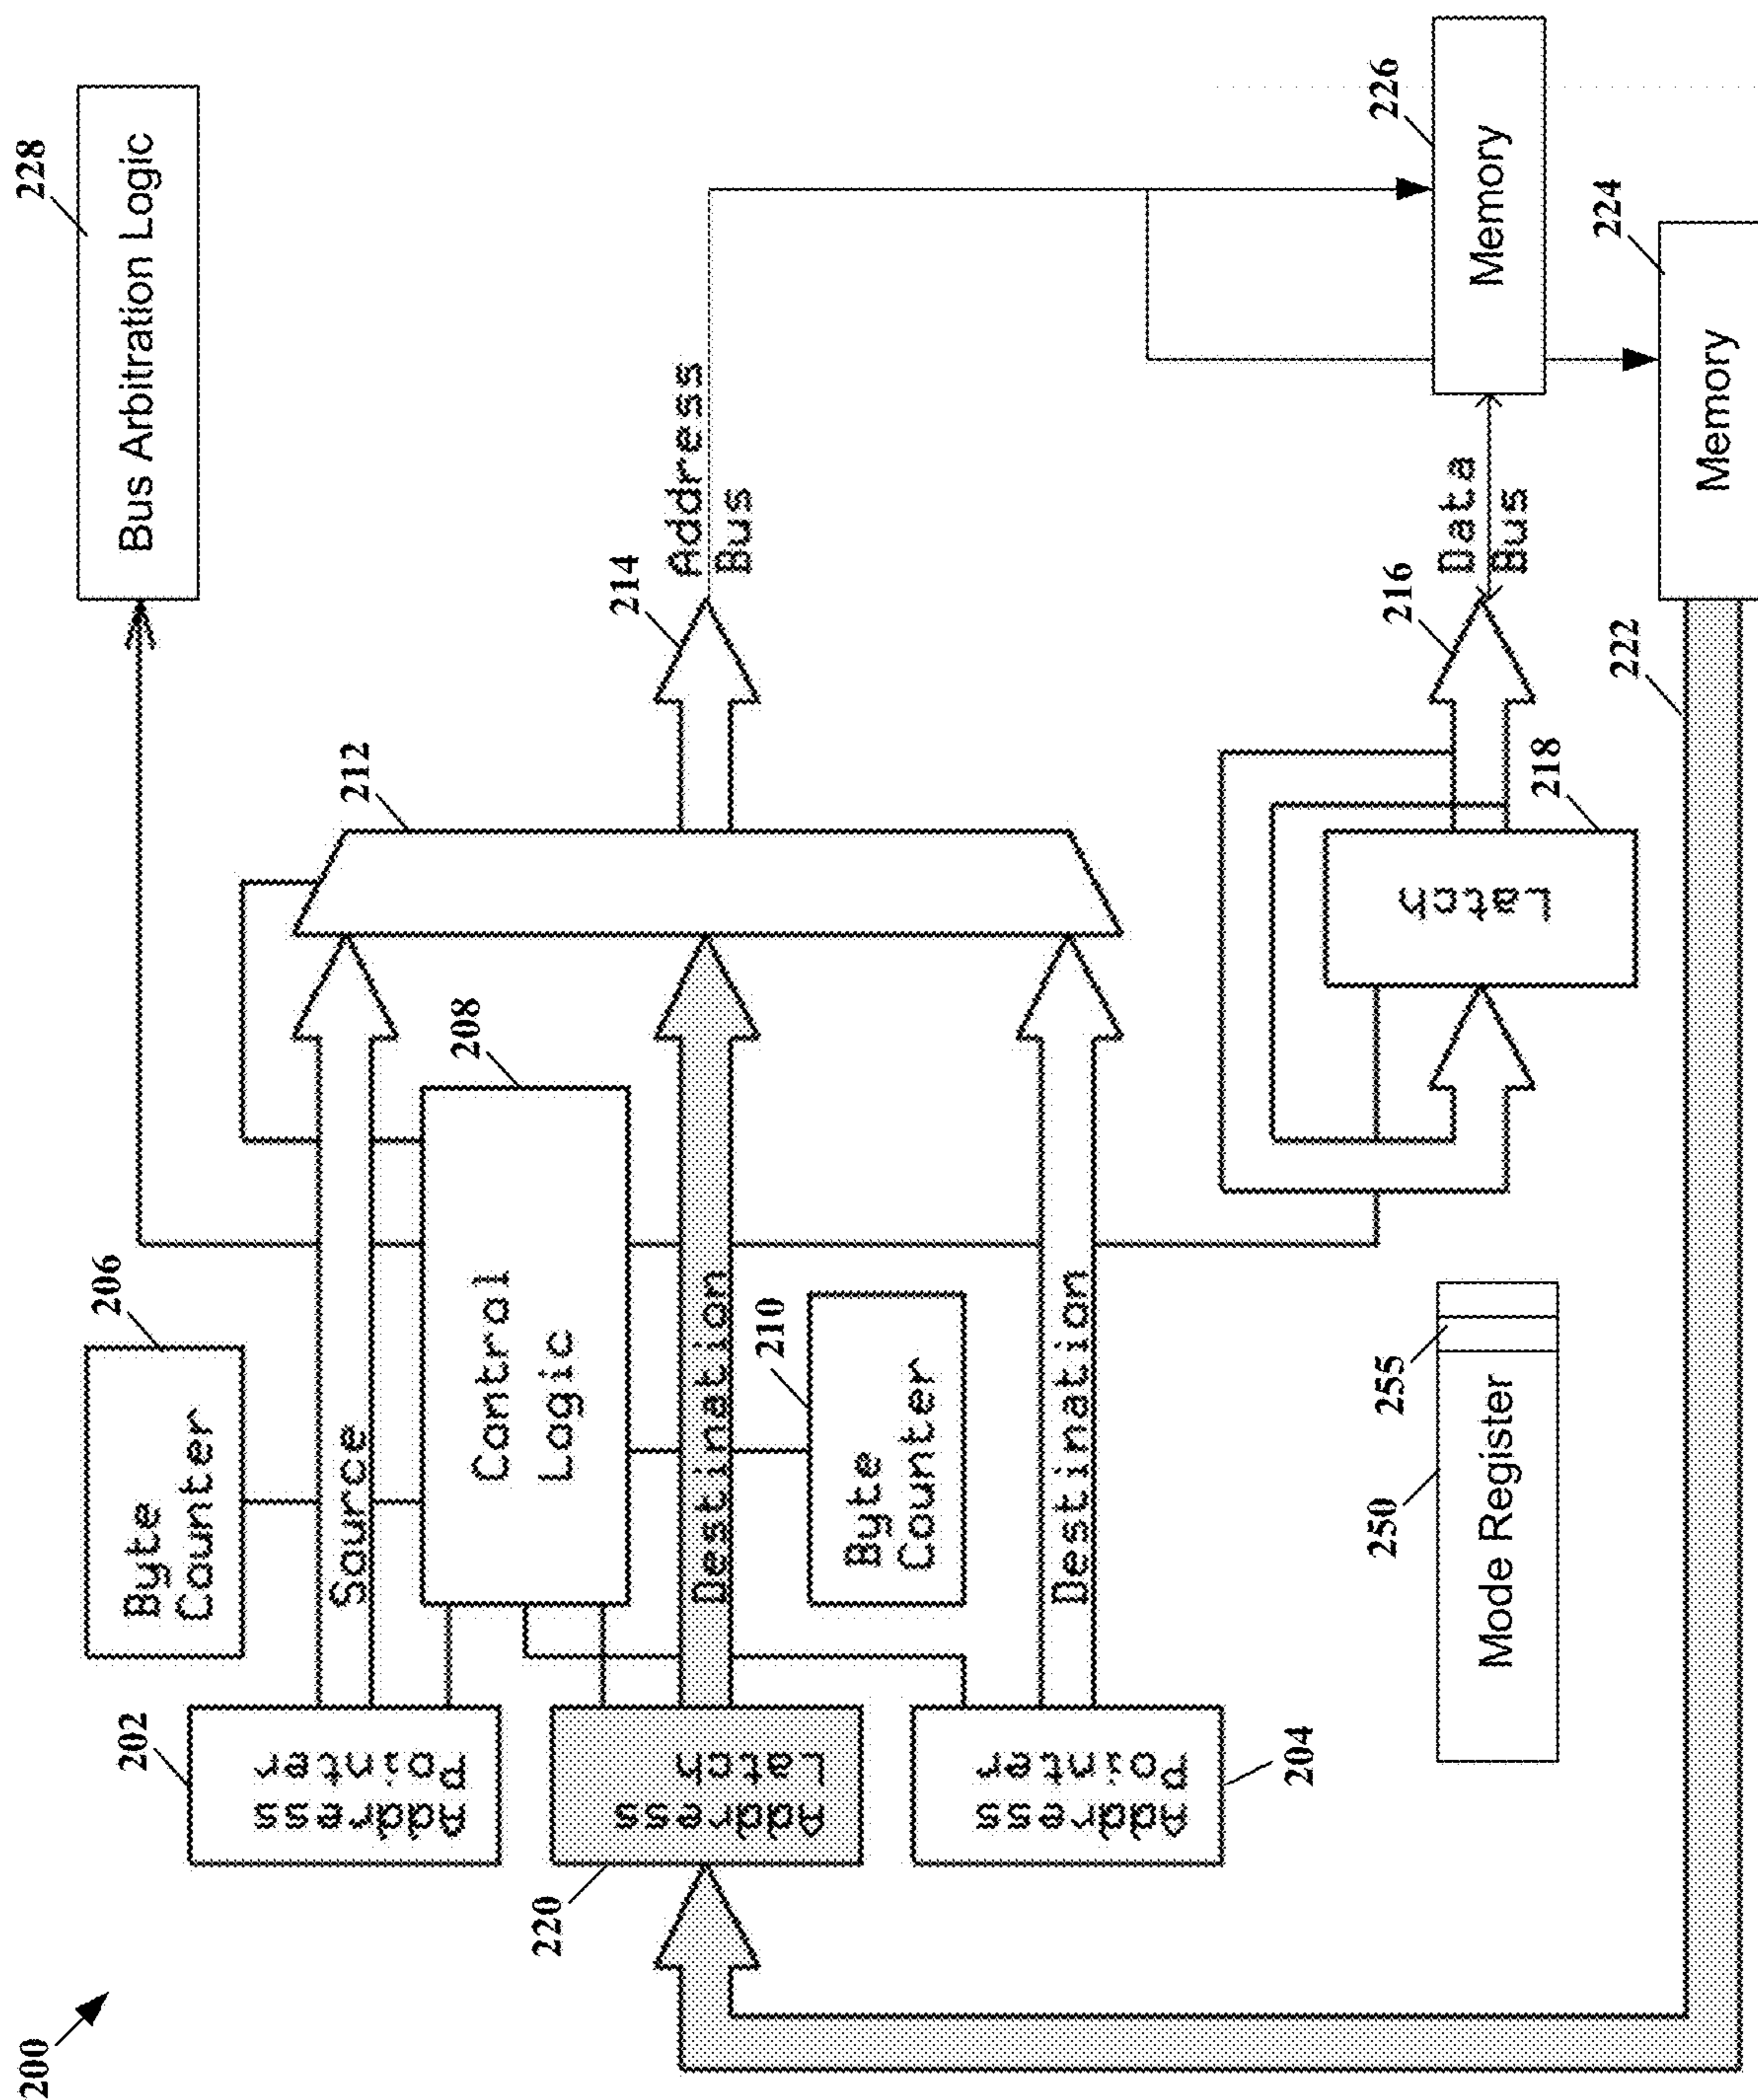 200
228
Bus Arbitration Logic
206
Byte
Counter
202
Address
Pointer
Source
208
Control
Logic
212
214
Address
Bus
220
Address
Latch
Destination
210
Byte
Counter
204
Address
Pointer
Destination
226
Memory
216
Data
Bus
218
Latch
250
255
Mode Register
222
224
Memory